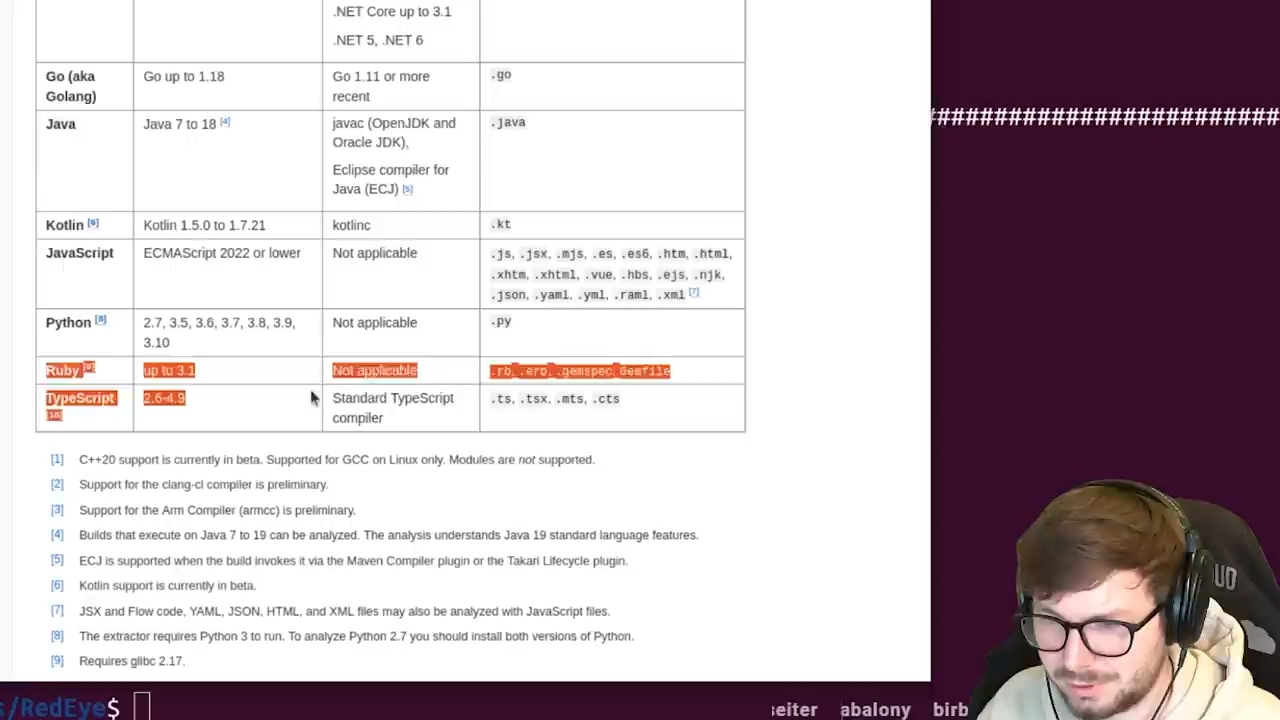 .NET Core up to 3.1
.NET 5, .NET 6
Go (aka Golang) Go up to 1.18 Go 1.11 or more recent .go
Java Java 7 to 18 [4] javac (OpenJDK and Oracle JDK), .java
Eclipse compiler for Java (ECJ) [5]
Kotlin [6] Kotlin 1.5.0 to 1.7.21 kotlinc .kt
JavaScript ECMAScript 2022 or lower Not applicable .js, .jsx, .mjs, .es, .es6, .htm, .html,
.xhtm, .xhtml, .vue, .hbs, .ejs, .njk,
.json, .yaml, .yml, .raml, .xml [7]
Python [8] 2.7, 3.5, 3.6, 3.7, 3.8, 3.9, 3.10 Not applicable .py
Ruby [9] up to 3.1 Not applicable .rb, .erb, .gemspec, Gemfile
TypeScript [10] 2.6-4.9 Standard TypeScript compiler .ts, .tsx, .mts, .cts
[1] C++20 support is currently in beta. Supported for GCC on Linux only. Modules are not supported.
[2] Support for the clang-cl compiler is preliminary.
[3] Support for the Arm Compiler (armcc) is preliminary.
[4] Builds that execute on Java 7 to 19 can be analyzed. The analysis understands Java 19 standard language features.
[5] ECJ is supported when the build invokes it via the Maven Compiler plugin or the Takari Lifecycle plugin.
[6] Kotlin support is currently in beta.
[7] JSX and Flow code, YAML, JSON, HTML, and XML files may also be analyzed with JavaScript files.
[8] The extractor requires Python 3 to run. To analyze Python 2.7 you should install both versions of Python.
[9] Requires glibc 2.17.
########################
s/RedEye$
seiter abalony birb
UD